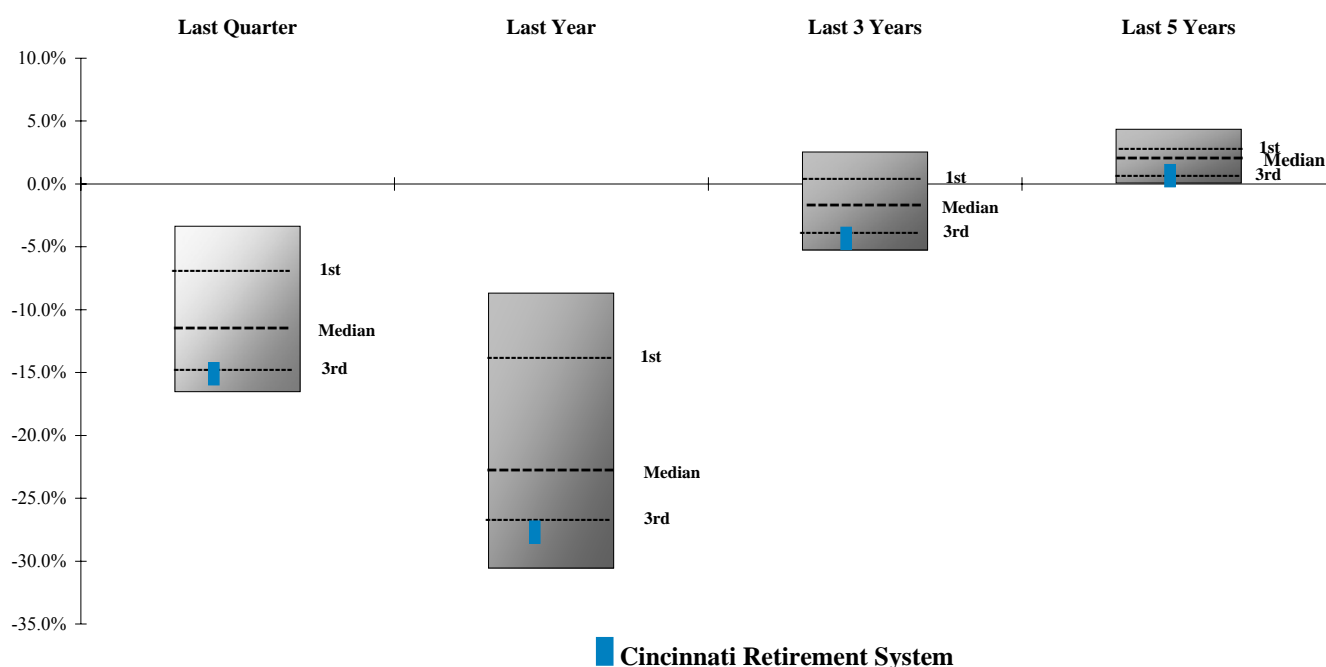 Last Quarter Last Year Last 3 Years Last 5 Years
10.0%
5.0%
1st
Median
3rd
0.0%
1st
Median
3rd
-5.0%
1st
-10.0%
Median
1st
-15.0%
3rd
-20.0%
Median
-25.0%
3rd
-30.0%
-35.0%
Cincinnati Retirement System